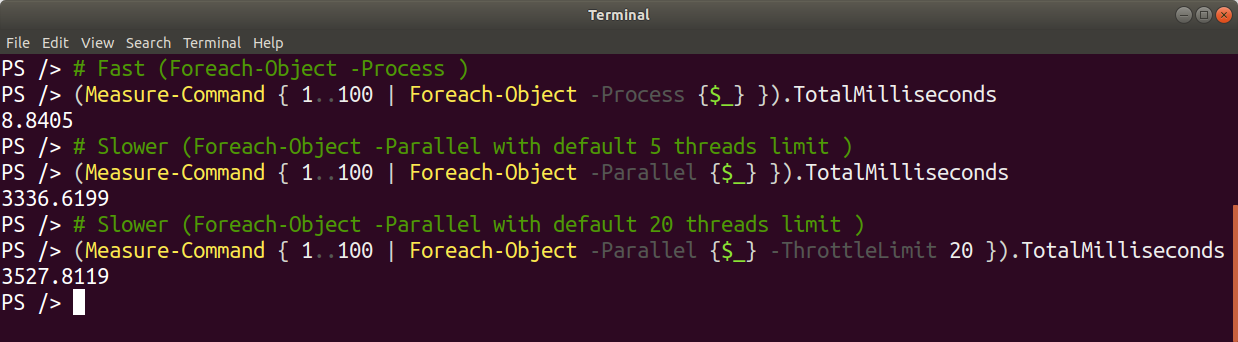 Terminal
File Edit View Search Terminal Help
PS /> # Fast (Foreach-Object -Process )
PS /> (Measure-Command { 1..100 | Foreach-Object -Process {$_} }).TotalMilliseconds
8.8405
PS /> # Slower (Foreach-Object -Parallel with default 5 threads limit )
PS /> (Measure-Command { 1..100 | Foreach-Object -Parallel {$_} }).TotalMilliseconds
3336.6199
PS /> # Slower (Foreach-Object -Parallel with default 20 threads limit )
PS /> (Measure-Command { 1..100 | Foreach-Object -Parallel {$_} -ThrottleLimit 20 }).TotalMilliseconds
3527.8119
PS />